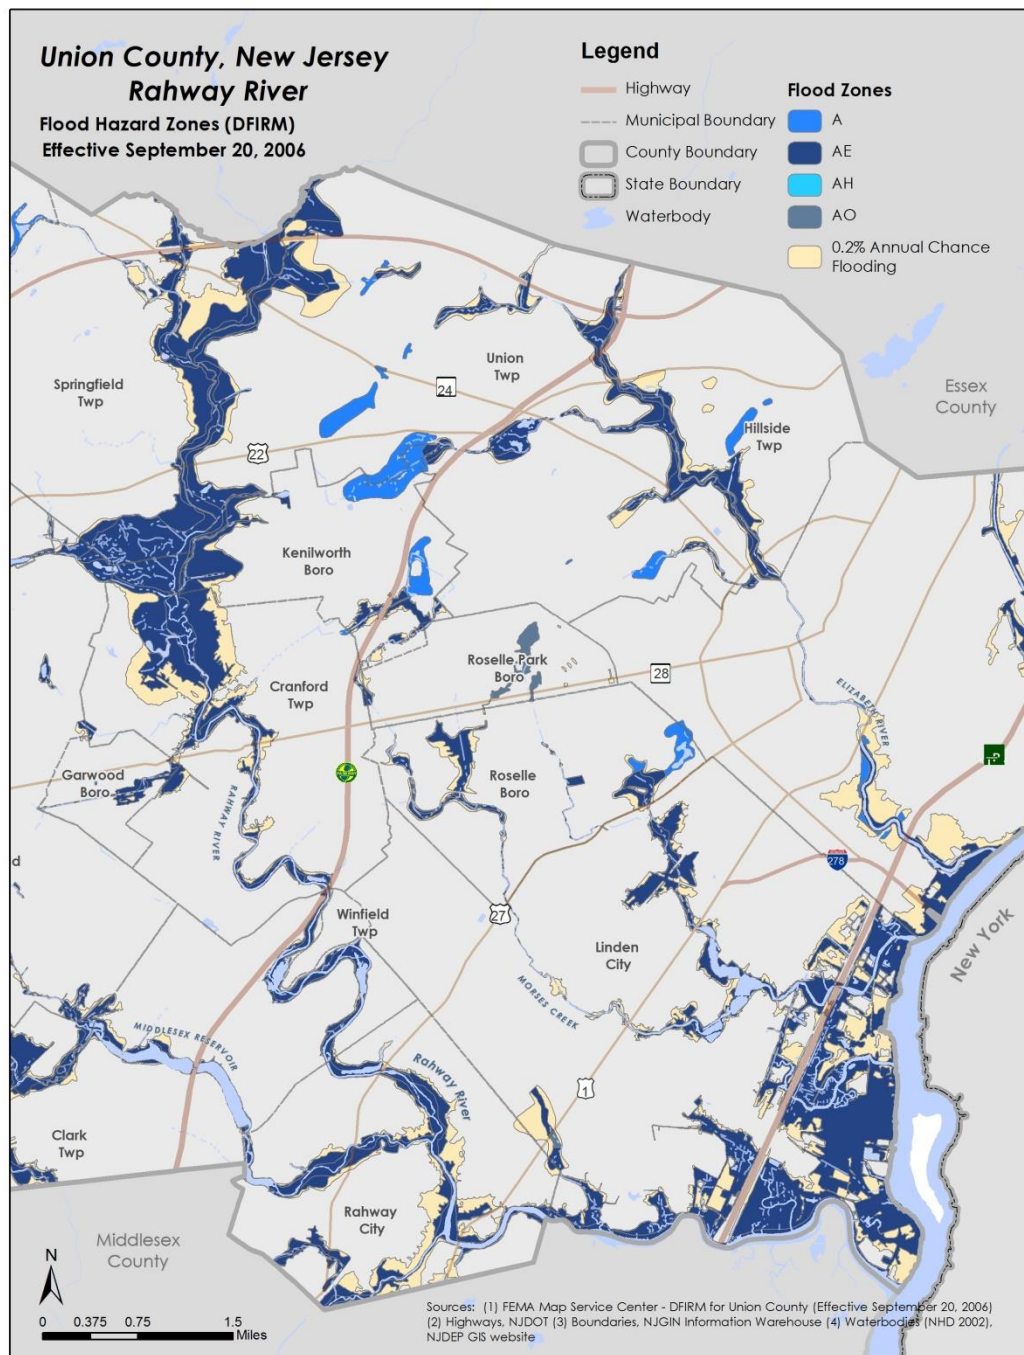 Union County, New Jersey
Rahway River
Flood Hazard Zones (DFIRM)
Effective September 20, 2006
Legend
Highway
Municipal Boundary
County Boundary
State Boundary
Waterbody
Flood Zones
A
AE
AH
AO
0.2% Annual Chance
Flooding
Springfield
Twp
Union
Twp
24
22
Hillside
Twp
Essex
County
Kenilworth
Boro
Roselle Park
Boro
28
Cranford
Twp
ELIZABETH RIVER
Garwood
Boro
RAHWAY RIVER
Roselle
Boro
278
d
27
Winfield
Twp
Linden
City
New York
MORSES CREEK
MIDDLESEX RESERVOIR
Rahway River
1
Clark
Twp
Rahway
City
Middlesex
County
N
0 0.375 0.75 1.5
Miles
Sources: (1) FEMA Map Service Center - DFIRM for Union County (Effective September 20, 2006)
(2) Highways, NJDOT (3) Boundaries, NJGIN Information Warehouse (4) Waterbodies (NHD 2002),
NJDEP GIS website